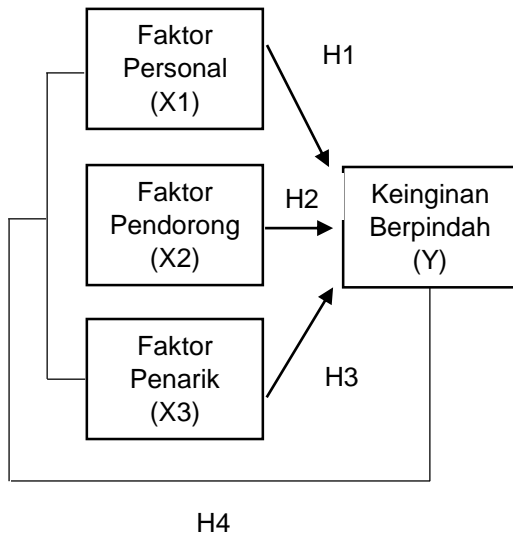 Faktor
Personal
(X1)
H1
Faktor
Pendorong
(X2)
H2
Keinginan
Berpindah
(Y)
Faktor
Penarik
(X3)
H3
H4